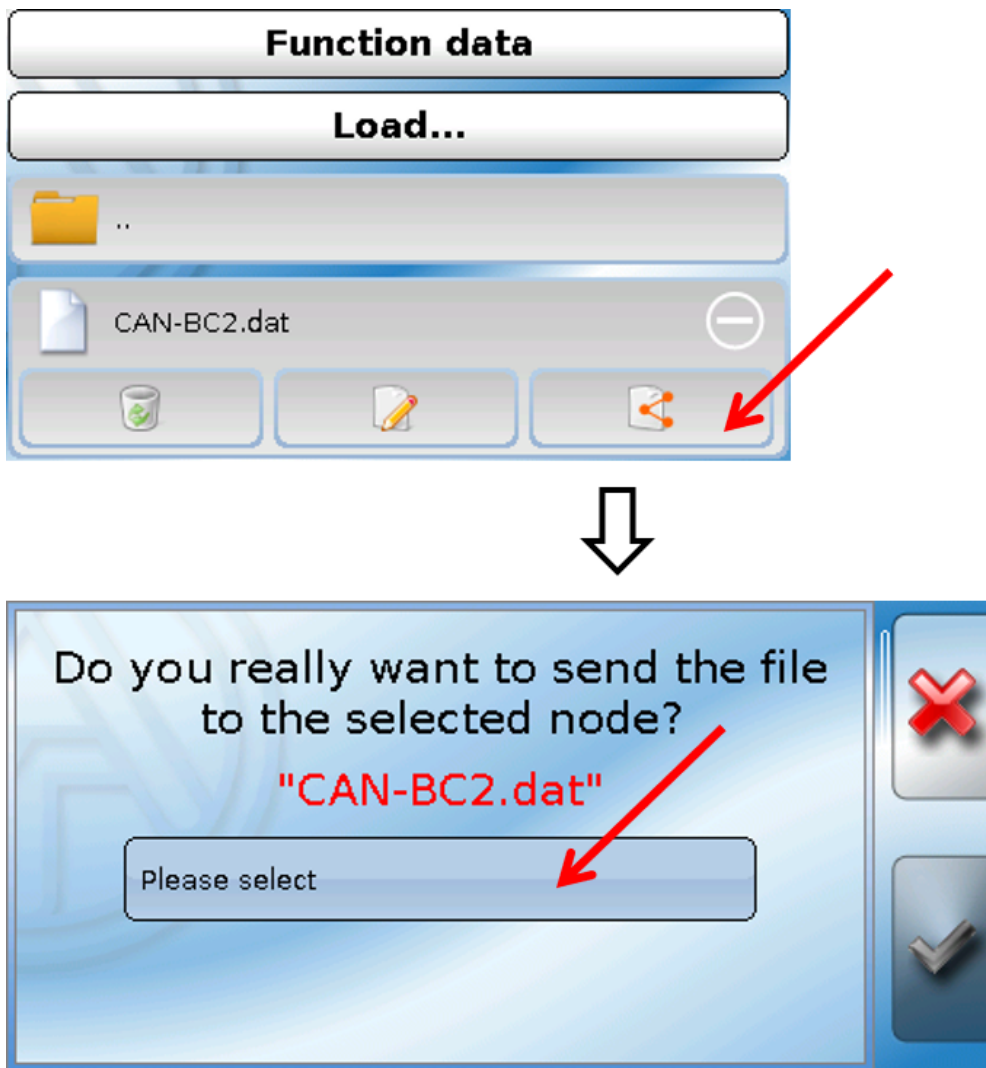 Function data
Load...
..
CAN-BC2.dat
Do you really want to send the file
to the selected node?
"CAN-BC2.dat"
Please select